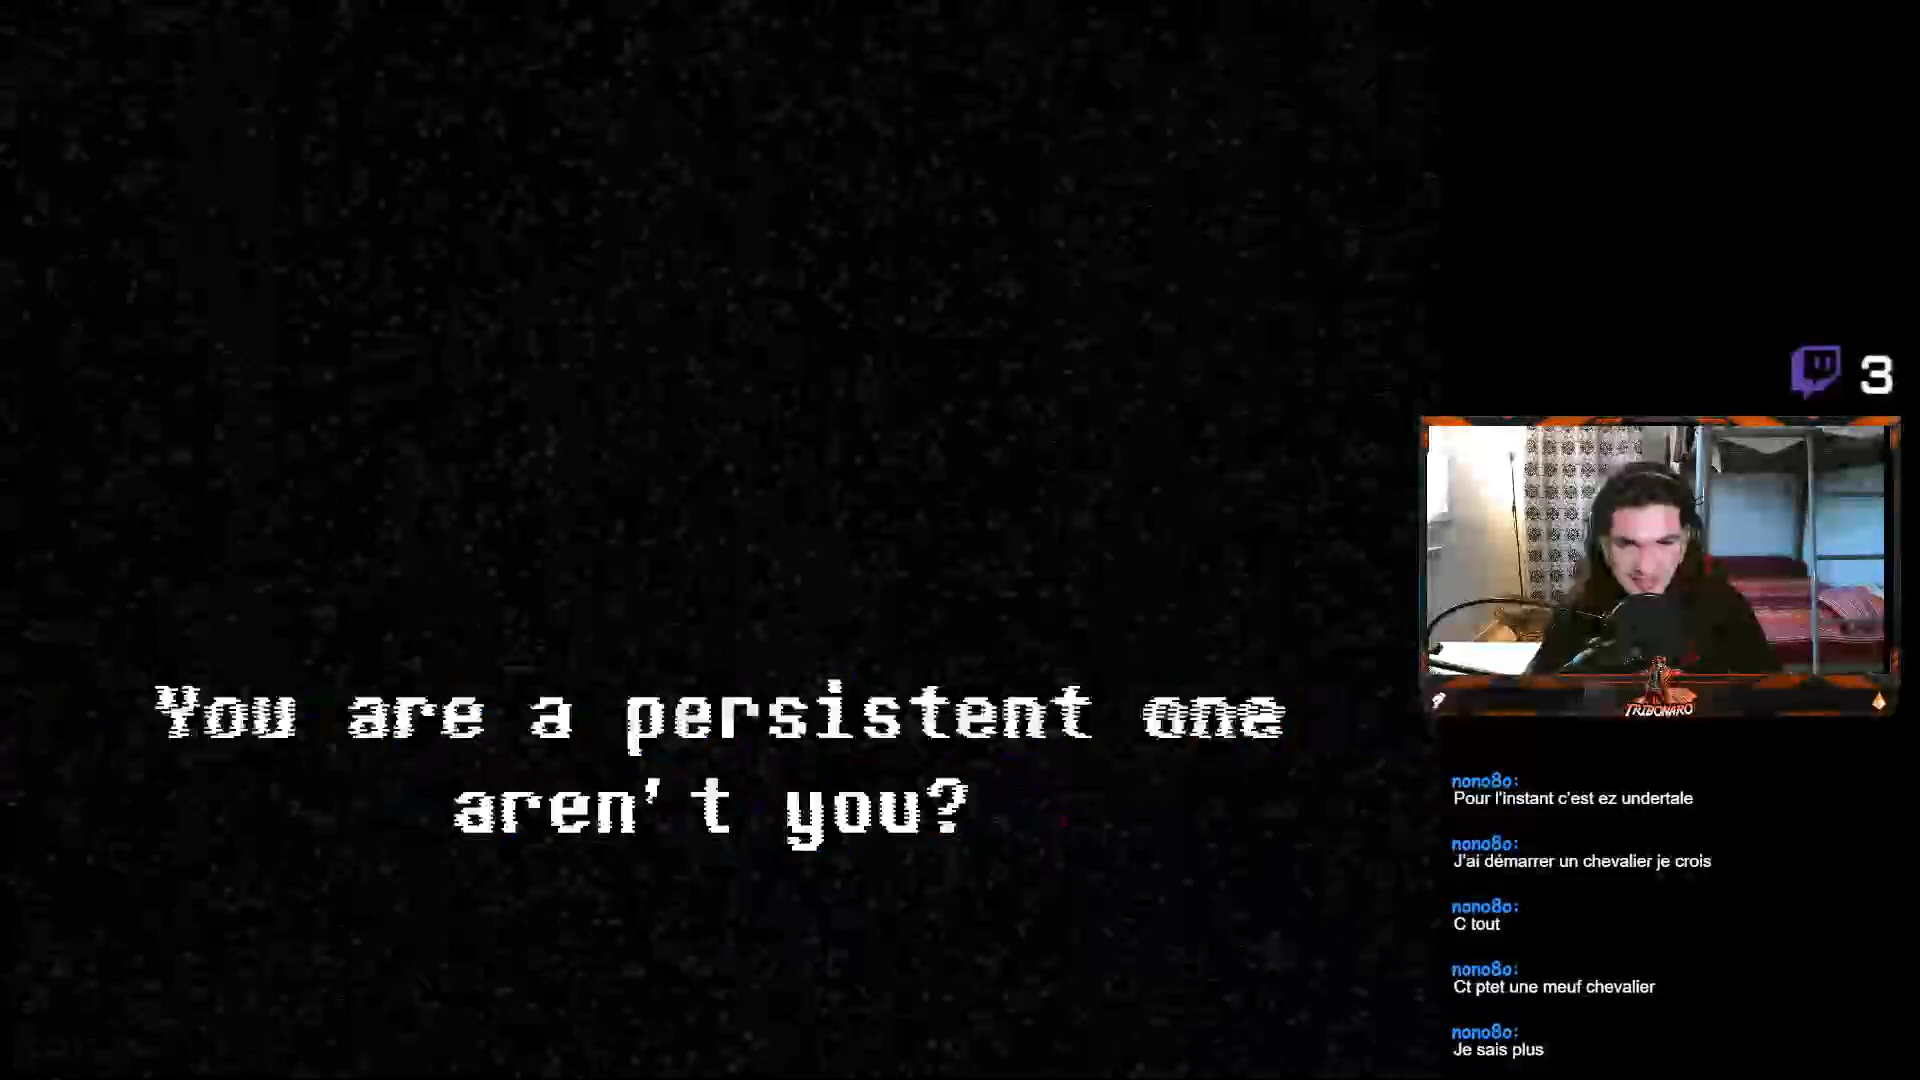 You are a persistent one
aren't you?
3
TRIBONARO
nono8o:
Pour l'instant c'est ez undertale
nono8o:
J'ai démarrer un chevalier je crois
nono8o:
C tout
nono8o:
Ct ptet une meuf chevalier
nono8o:
Je sais plus